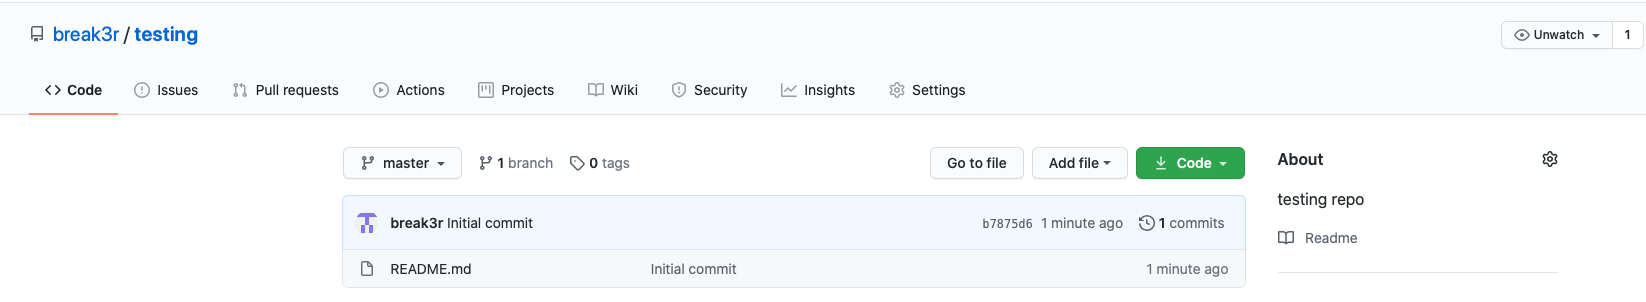 break3r / testing
Unwatch 1
Code Issues Pull requests Actions Projects Wiki Security Insights Settings
master 1 branch 0 tags Go to file Add file Code
break3r Initial commit b7875d6 1 minute ago 1 commits
README.md Initial commit 1 minute ago
About
testing repo
Readme